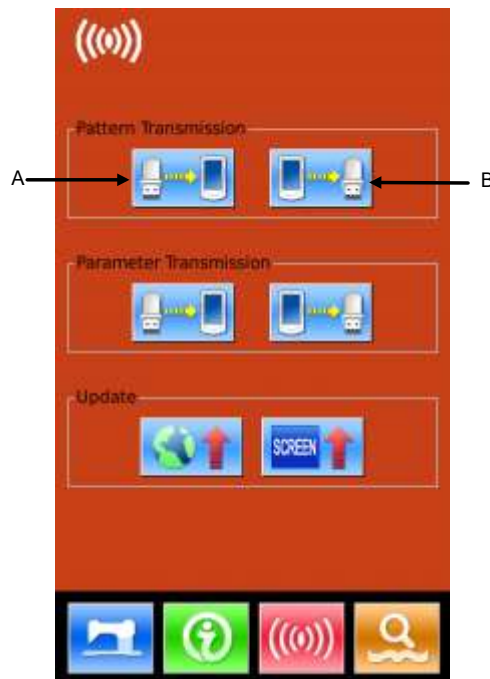 Pattern Transmission
A B
Parameter Transmission
Update
SCREEN